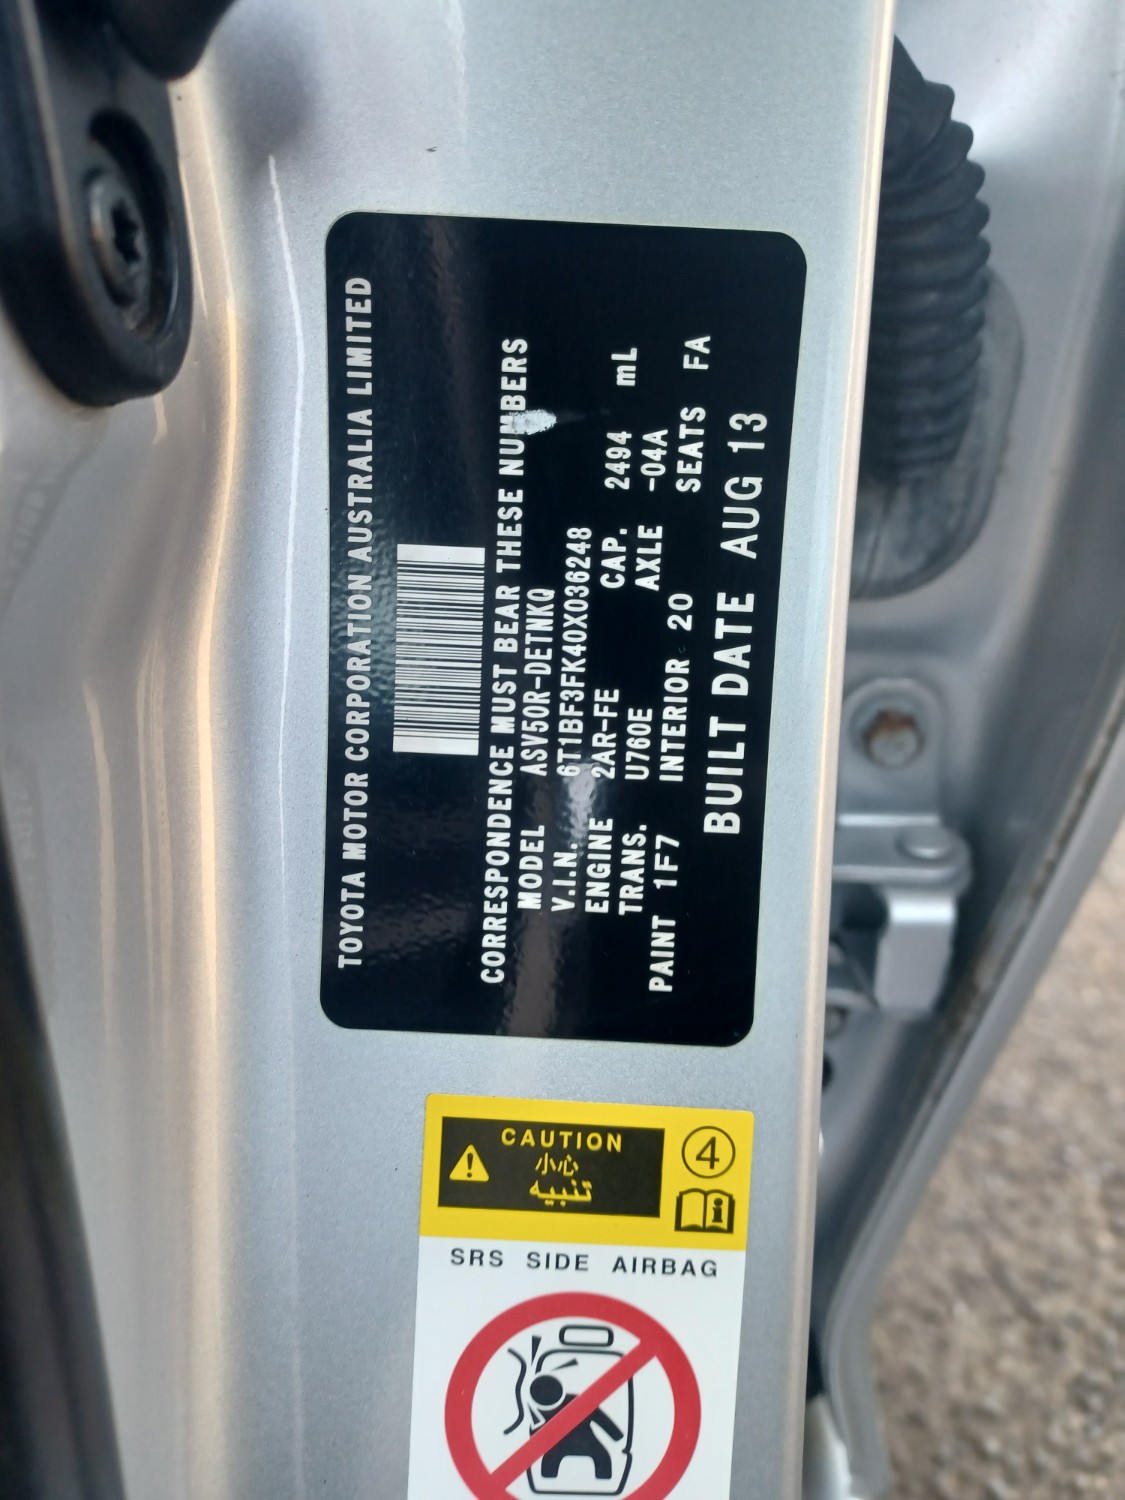 TOYOTA MOTOR CORPORATION AUSTRALIA LIMITED
CORRESPONDENCE MUST BEAR THESE NUMBERS
MODEL ASV50R-DETNKQ
V.I.N. 6T1BF3FK40X036248
ENGINE 2AR-FE CAP. 2494 mL
TRANS. U760E AXLE -04A
PAINT 1F7 INTERIOR 20 SEATS FA
BUILT DATE AUG 13
CAUTION
小心
تنبيه
4
SRS SIDE AIRBAG